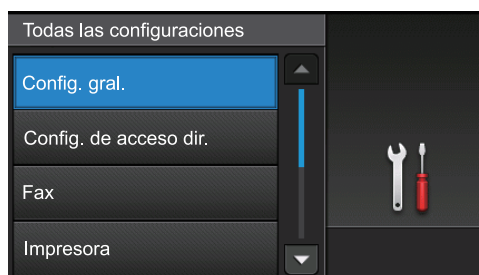 Todas las configuraciones
Config. gral.
Config. de acceso dir.
Fax
Impresora